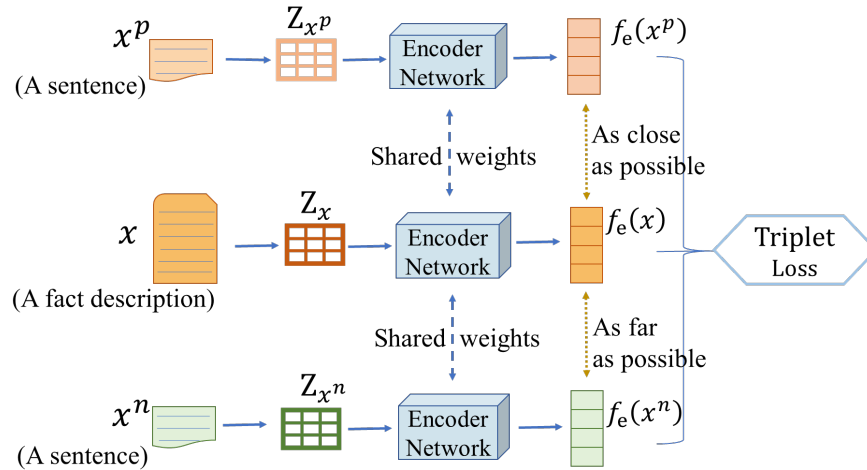 x^p
Z_{x^p}
Encoder
Network
f_e(x^p)
(A sentence)
Shared weights
As close
as possible
x
Z_x
Encoder
Network
f_e(x)
Triplet
Loss
(A fact description)
Shared weights
As far
as possible
x^n
Z_{x^n}
Encoder
Network
f_e(x^n)
(A sentence)